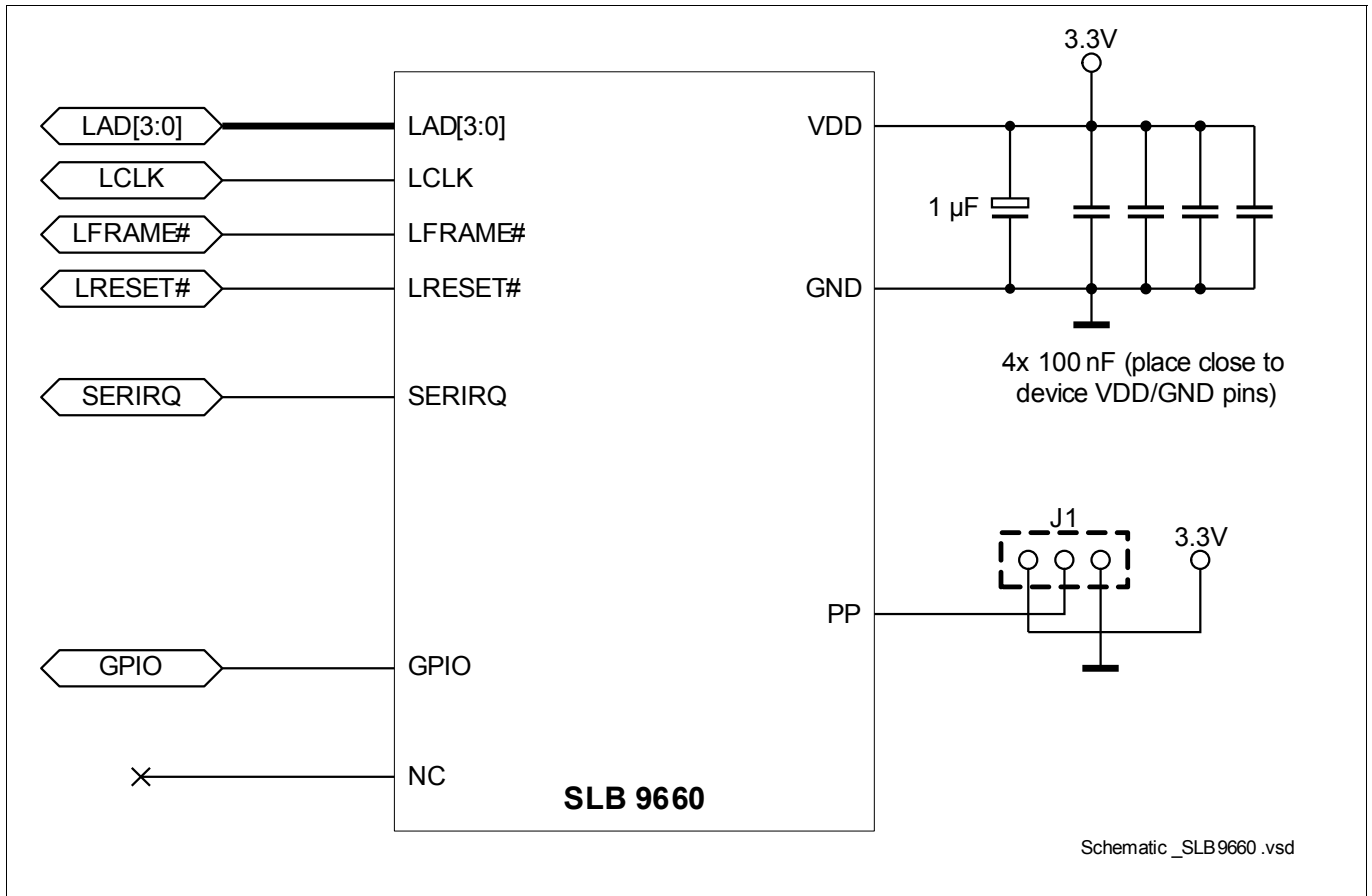 3.3V
LAD[3:0] LAD[3:0] VDD
LCLK LCLK
1 µF
LFRAME# LFRAME#
LRESET# LRESET# GND
4x 100 nF (place close to
device VDD/GND pins)
SERIRQ SERIRQ
J1
3.3V
PP
GPIO GPIO
NC
SLB 9660
Schematic _SLB9660 .vsd